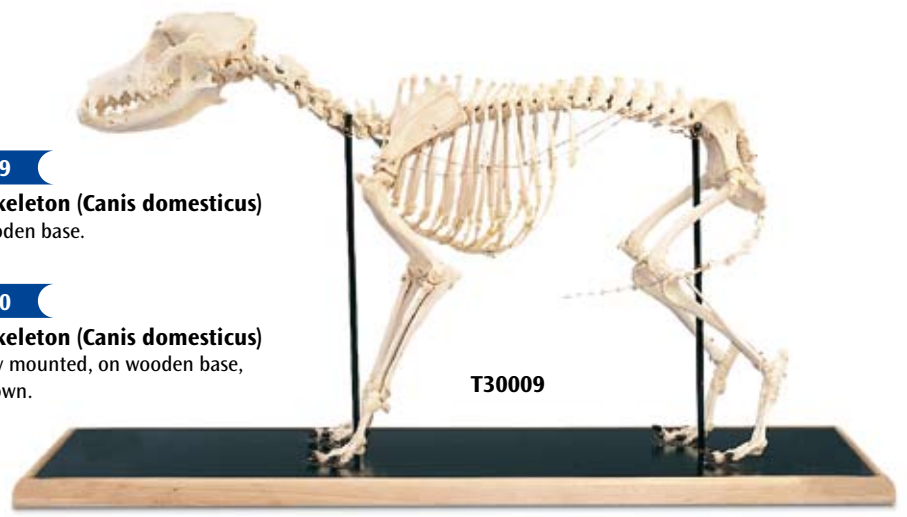 9
keleton (Canis domesticus)
oden base.
0
keleton (Canis domesticus)
y mounted, on wooden base,
own.
T30009